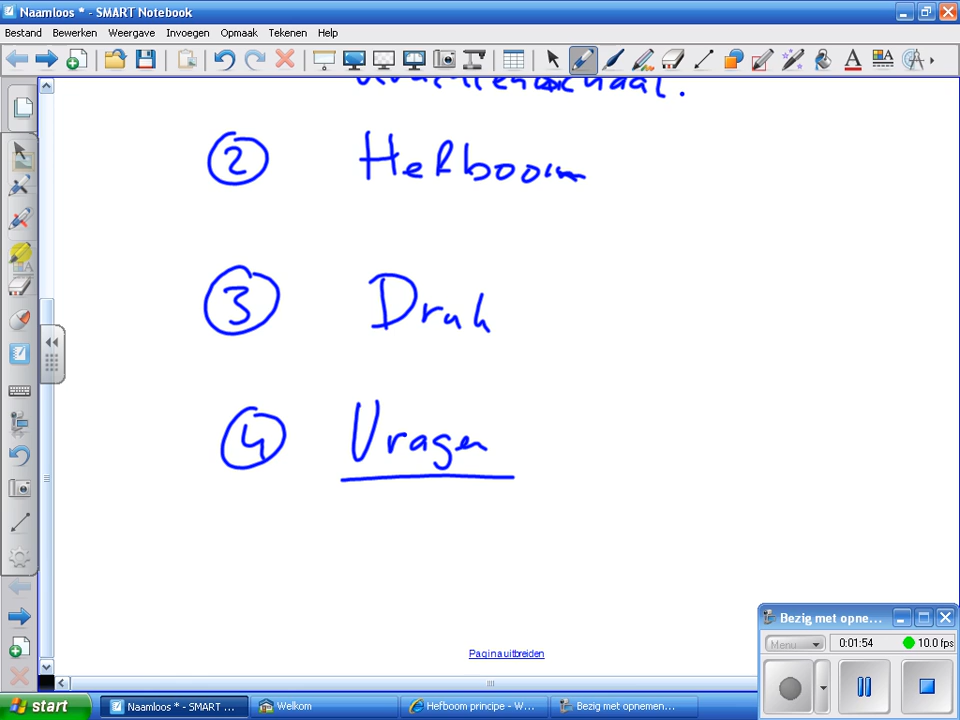 Naamloos * - SMART Notebook
Bestand Bewerken Weergave Invoegen Opmaak Tekenen Help
krachtenschaal.
2 Hefboom
3 Druk
4 Vragen
Pagina uitbreiden
Bezig met opne...
Menu 0:01:54 10.0 fps
start Naamloos * - SMART ... Welkom Hefboom principe - W... Bezig met opnemen...